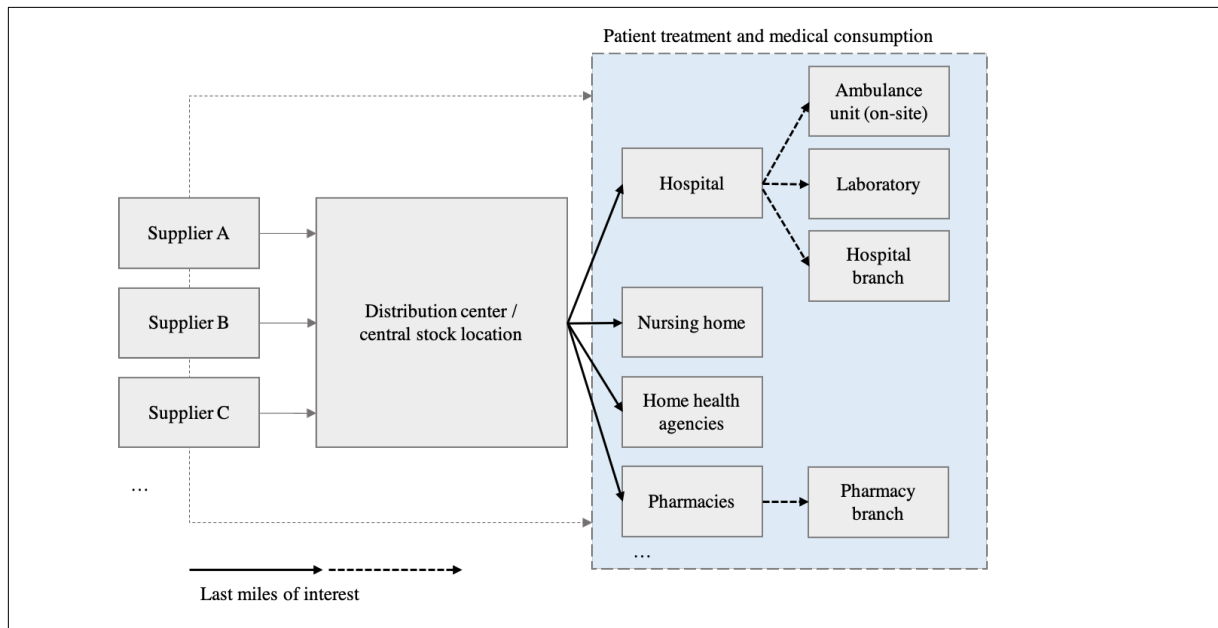 Patient treatment and medical consumption
Ambulance
unit (on-site)
Hospital
Laboratory
Hospital
branch
Supplier A
Supplier B
Supplier C
…
Distribution center /
central stock location
Nursing home
Home health
agencies
Pharmacies
Pharmacy
branch
…
Last miles of interest